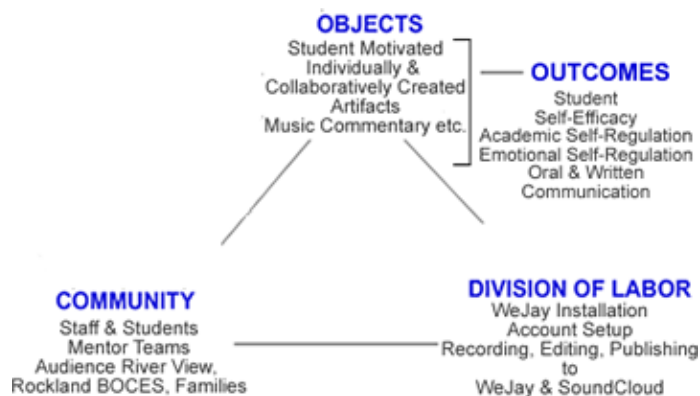 OBJECTS
Student Motivated
Individually &
Collaboratively Created
Artifacts
Music Commentary etc.
OUTCOMES
Student
Self-Efficacy
Academic Self-Regulation
Emotional Self-Regulation
Oral & Written
Communication
COMMUNITY
Staff & Students
Mentor Teams
Audience River View,
Rockland BOCES, Families
DIVISION OF LABOR
WeJay Installation
Account Setup
Recording, Editing, Publishing
to
WeJay & SoundCloud